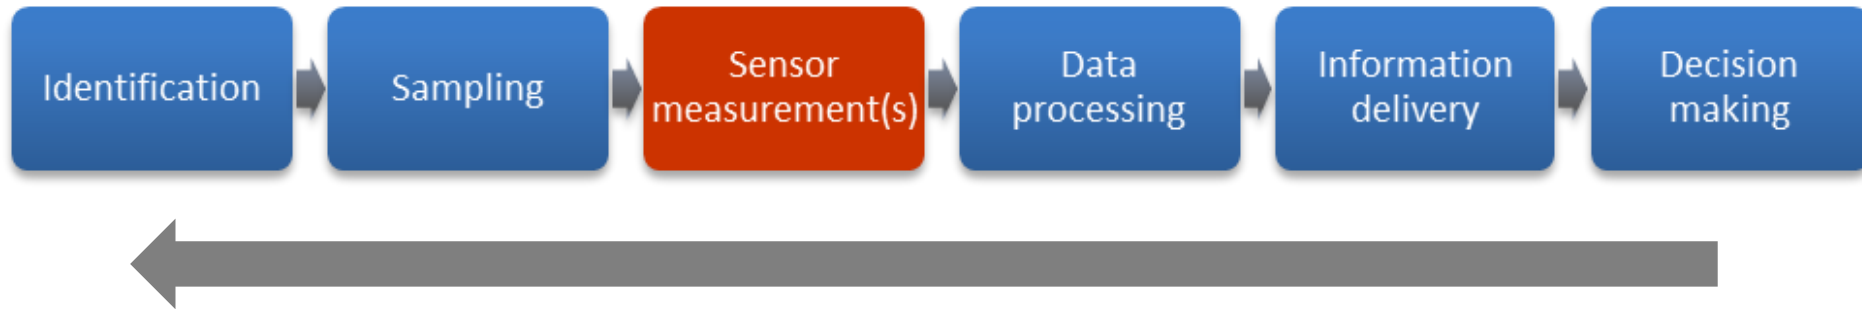 Identification
Sampling
Sensor
measurement(s)
Data
processing
Information
delivery
Decision
making